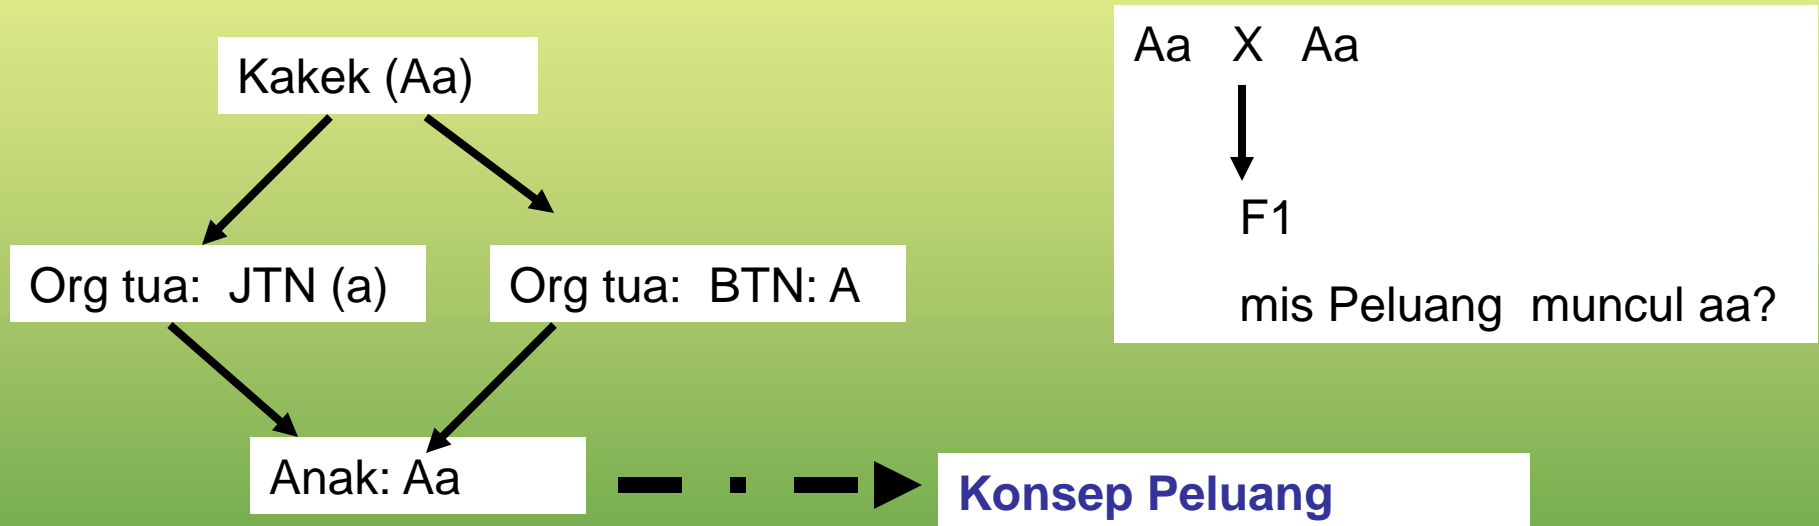 Kakek (Aa)
Org tua: JTN (a)
Org tua: BTN: A
Anak: Aa
Konsep Peluang
Aa X Aa
F1
mis Peluang muncul aa?